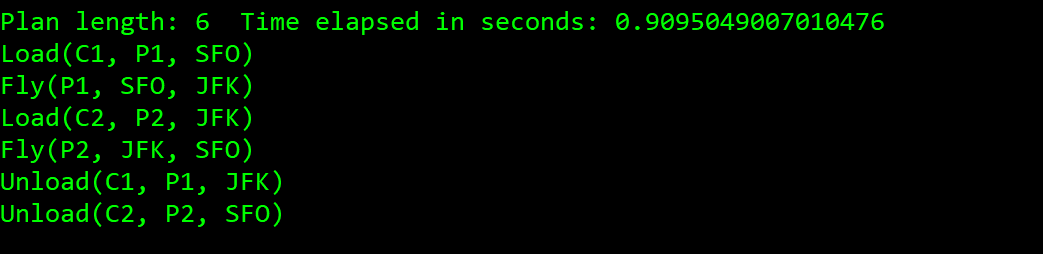 Plan length: 6  Time elapsed in seconds: 0.9095049007010476
Load(C1, P1, SFO)
Fly(P1, SFO, JFK)
Load(C2, P2, JFK)
Fly(P2, JFK, SFO)
Unload(C1, P1, JFK)
Unload(C2, P2, SFO)